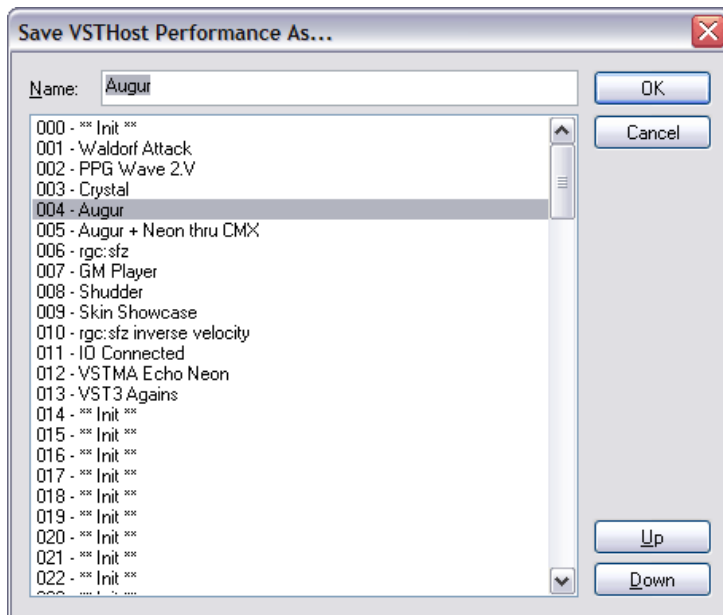 Save VSTHost Performance As...
Name: Augur
OK
Cancel
000 - ** Init **
001 - Waldorf Attack
002 - PPG Wave 2.V
003 - Crystal
004 - Augur
005 - Augur + Neon thru CMX
006 - rgc:sfz
007 - GM Player
008 - Shudder
009 - Skin Showcase
010 - rgc:sfz inverse velocity
011 - IO Connected
012 - VSTMA Echo Neon
013 - VST3 Agains
014 - ** Init **
015 - ** Init **
016 - ** Init **
017 - ** Init **
018 - ** Init **
019 - ** Init **
020 - ** Init **
021 - ** Init **
022 - ** Init **
Up
Down